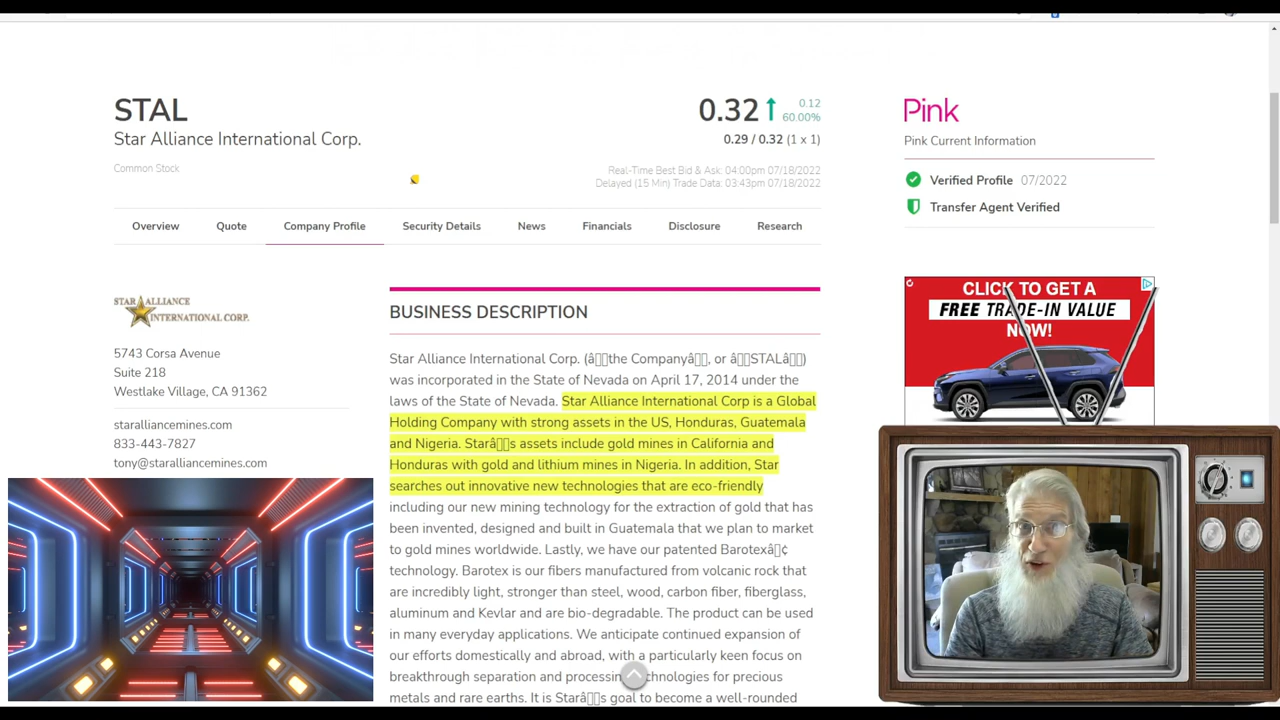 STAL
Star Alliance International Corp.
Common Stock
0.32
0.12
60.00%
0.29 / 0.32 (1 x 1)
Real-Time Best Bid & Ask: 04:00pm 07/18/2022
Delayed (15 Min) Trade Data: 03:43pm 07/18/2022
Pink
Pink Current Information
Verified Profile 07/2022
Transfer Agent Verified
Overview
Quote
Company Profile
Security Details
News
Financials
Disclosure
Research
STAR ALLIANCE
INTERNATIONAL CORP.
5743 Corsa Avenue
Suite 218
Westlake Village, CA 91362
staralliancemines.com
833-443-7827
tony@staralliancemines.com
BUSINESS DESCRIPTION
Star Alliance International Corp. (â▯▯the Companyâ▯▯, or â▯▯STALâ▯▯)
was incorporated in the State of Nevada on April 17, 2014 under the
laws of the State of Nevada. Star Alliance International Corp is a Global
Holding Company with strong assets in the US, Honduras, Guatemala
and Nigeria. Starâ▯▯s assets include gold mines in California and
Honduras with gold and lithium mines in Nigeria. In addition, Star
searches out innovative new technologies that are eco-friendly
including our new mining technology for the extraction of gold that has
been invented, designed and built in Guatemala that we plan to market
to gold mines worldwide. Lastly, we have our patented Barotexâ▯¢
technology. Barotex is our fibers manufactured from volcanic rock that
are incredibly light, stronger than steel, wood, carbon fiber, fiberglass,
aluminum and Kevlar and are bio-degradable. The product can be used
in many everyday applications. We anticipate continued expansion of
our efforts domestically and abroad, with a particularly keen focus on
breakthrough separation and processing technologies for precious
metals and rare earths. It is Starâ▯▯s goal to become a well-rounded
CLICK TO GET A
FREE TRADE-IN VALUE
NOW!